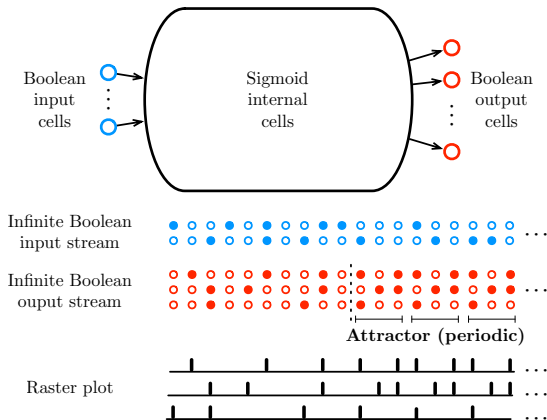 Boolean
input
cells
Sigmoid
internal
cells
Boolean
output
cells
Infinite Boolean
input stream
Infinite Boolean
ouput stream
Attractor (periodic)
Raster plot